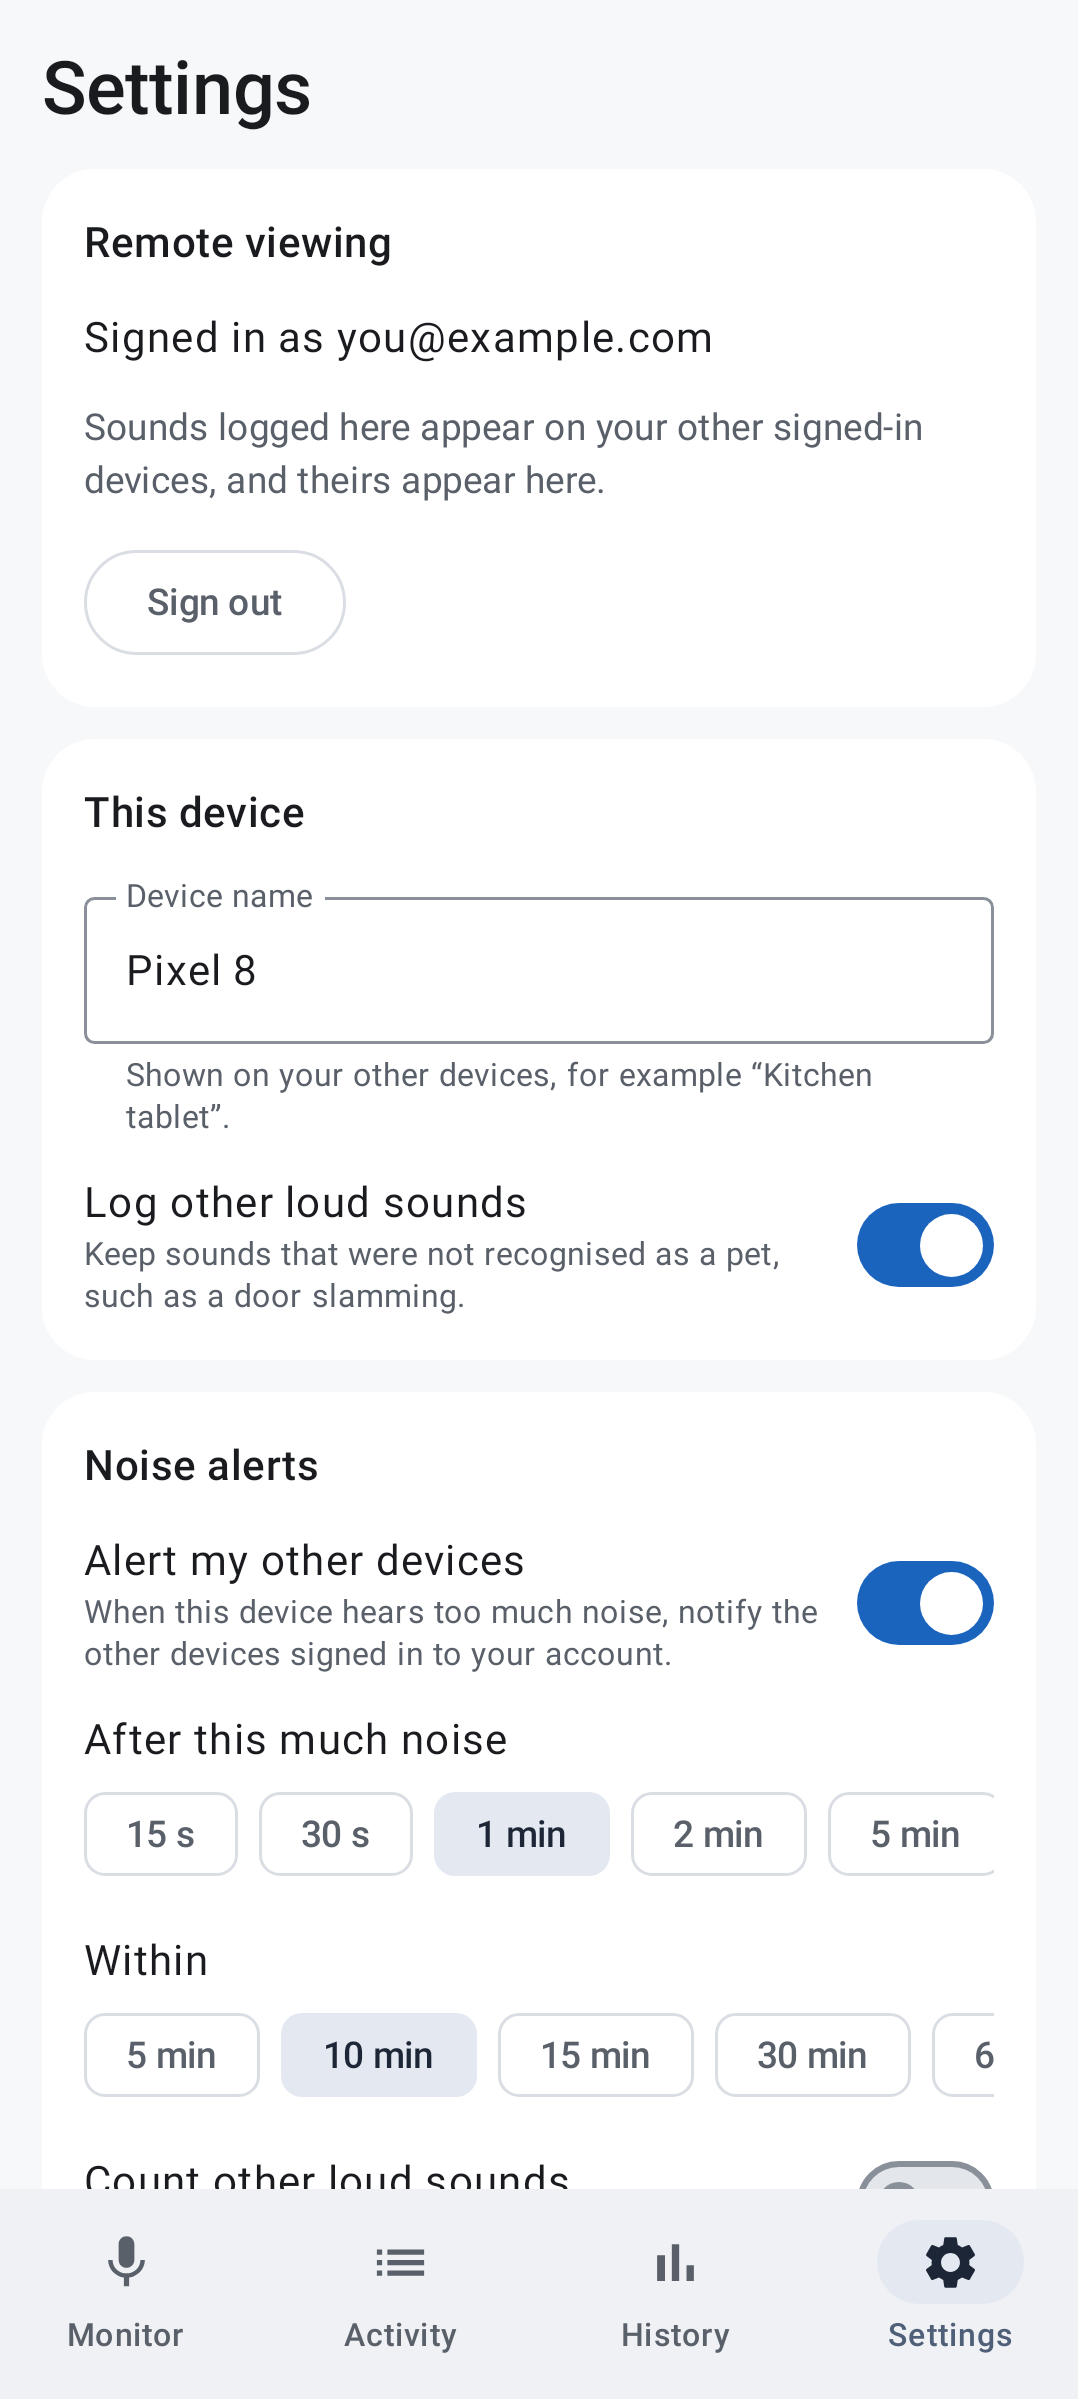 Settings
Remote viewing
Signed in as you@example.com
Sounds logged here appear on your other signed-in
devices, and theirs appear here.
Sign out
This device
Device name
Pixel 8
Shown on your other devices, for example “Kitchen
tablet”.
Log other loud sounds
Keep sounds that were not recognised as a pet,
such as a door slamming.
Noise alerts
Alert my other devices
When this device hears too much noise, notify the
other devices signed in to your account.
After this much noise
15 s 30 s 1 min 2 min 5 min
Within
5 min 10 min 15 min 30 min 6
Count other loud sounds
Monitor Activity History Settings